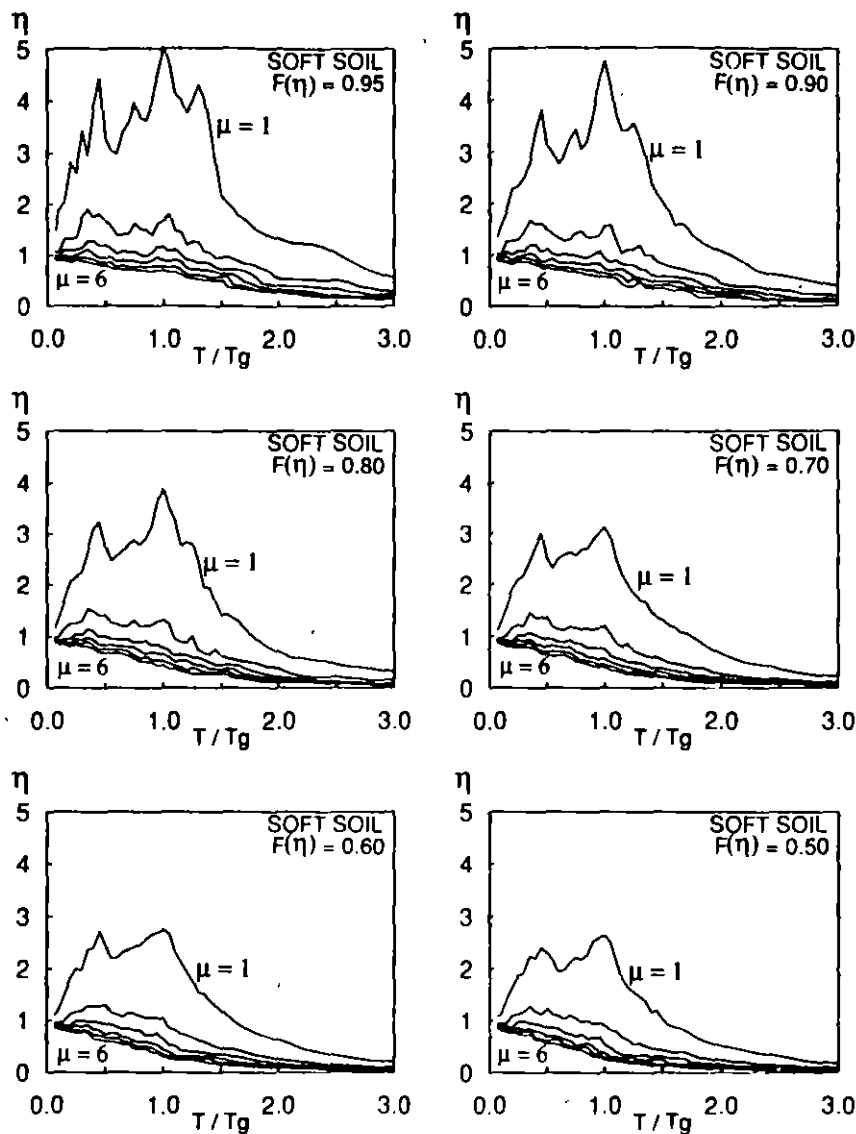 η
5
4
3
2
1
0
SOFT SOIL
F(η) = 0.95
μ = 1
μ = 6
0.0 1.0 2.0 3.0
T / Tg
η
5
4
3
2
1
0
SOFT SOIL
F(η) = 0.90
μ = 1
μ = 6
0.0 1.0 2.0 3.0
T / Tg
η
5
4
3
2
1
0
SOFT SOIL
F(η) = 0.80
μ = 1
μ = 6
0.0 1.0 2.0 3.0
T / Tg
η
5
4
3
2
1
0
SOFT SOIL
F(η) = 0.70
μ = 1
μ = 6
0.0 1.0 2.0 3.0
T / Tg
η
5
4
3
2
1
0
SOFT SOIL
F(η) = 0.60
μ = 1
μ = 6
0.0 1.0 2.0 3.0
T / Tg
η
5
4
3
2
1
0
SOFT SOIL
F(η) = 0.50
μ = 1
μ = 6
0.0 1.0 2.0 3.0
T / Tg